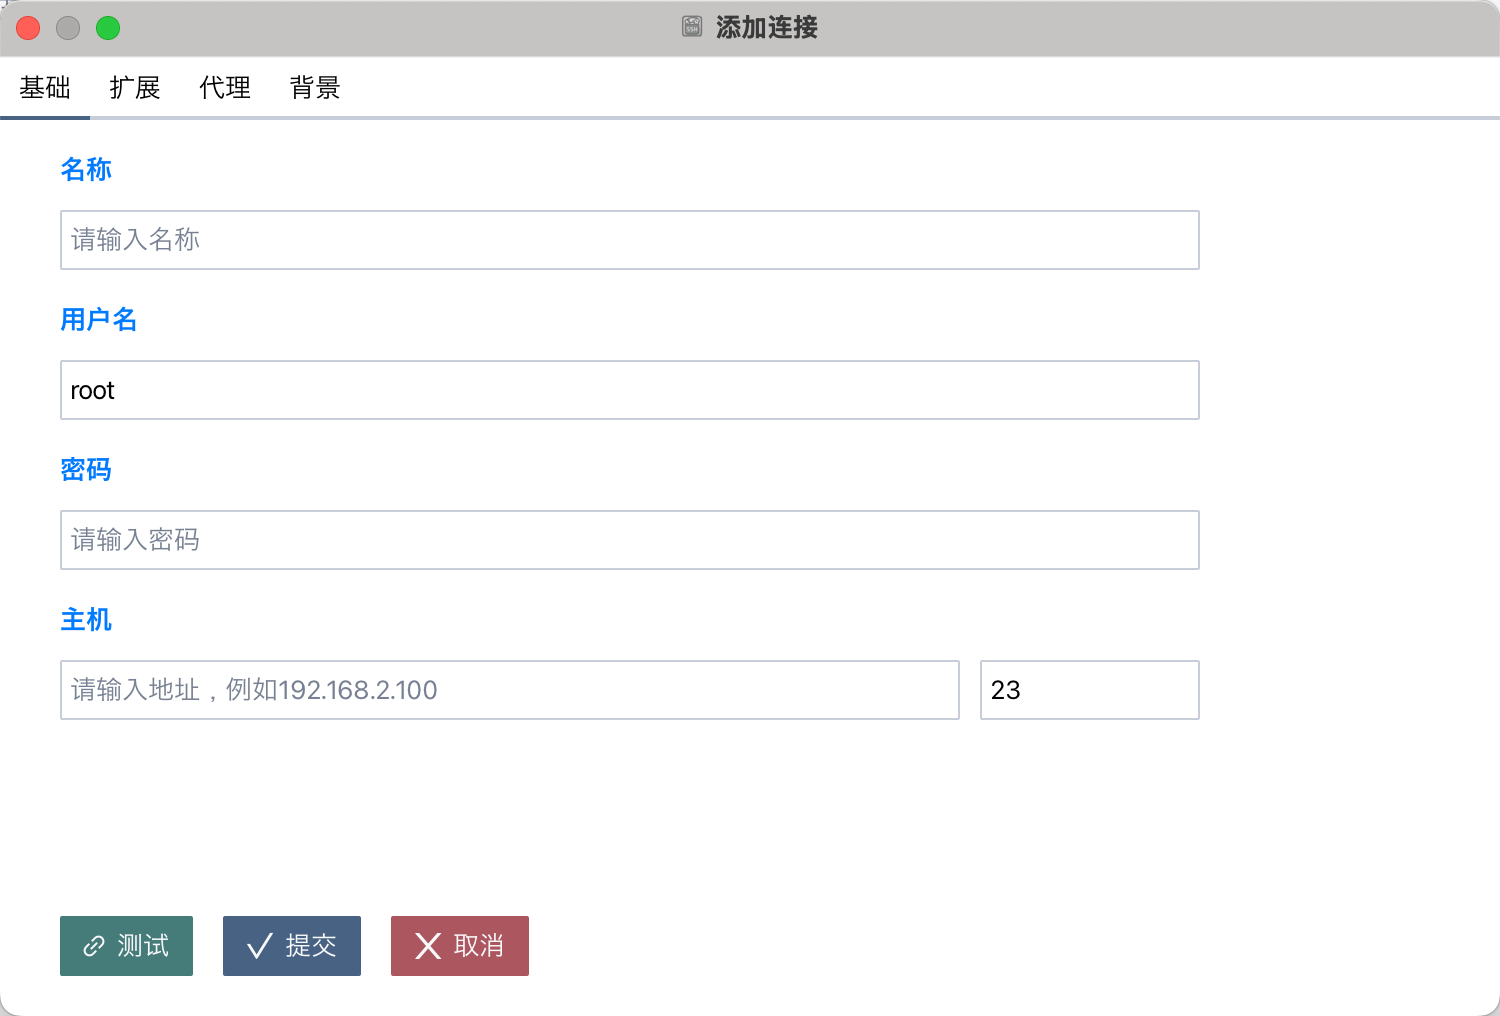 添加连接
基础 扩展 代理 背景
名称
请输入名称
用户名
root
密码
请输入密码
主机
请输入地址，例如192.168.2.100 23
测试 提交 取消